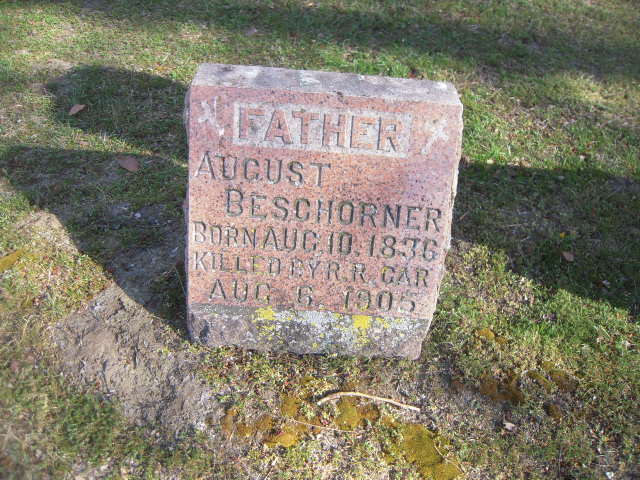 FATHER
AUGUST
BESCHORNER
BORN AUG. 10. 1836
KILLED BY R. R. CAR
AUG 6. 1905